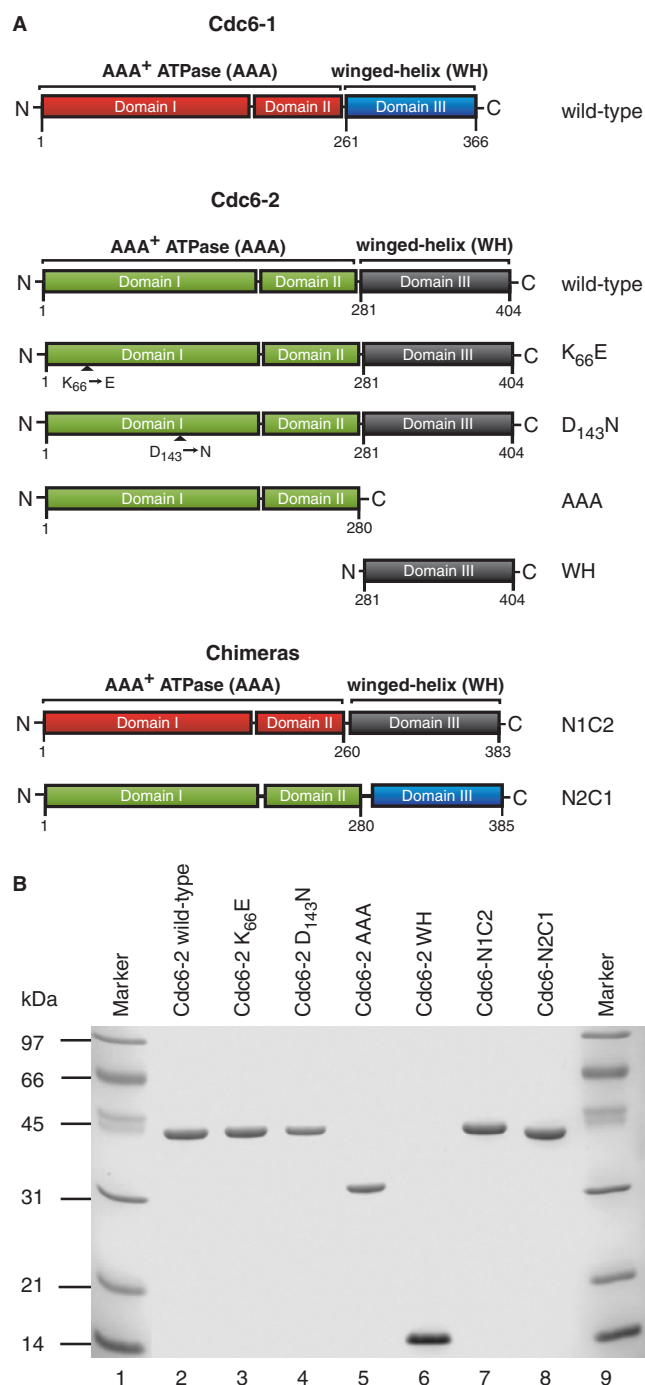 A
Cdc6-1
AAA+ ATPase (AAA) winged-helix (WH)
N Domain I Domain II Domain III C wild-type
1 261 366
Cdc6-2
AAA+ ATPase (AAA) winged-helix (WH)
N Domain I Domain II Domain III C wild-type
1 281 404
N Domain I Domain II Domain III C K66E
1 K66→E 281 404
N Domain I Domain II Domain III C D143N
1 D143→N 281 404
N Domain I Domain II C AAA
1 280
N Domain III C WH
281 404
Chimeras
AAA+ ATPase (AAA) winged-helix (WH)
N Domain I Domain II Domain III C N1C2
1 260 383
N Domain I Domain II Domain III C N2C1
1 280 385
B
kDa Marker Cdc6-2 wild-type Cdc6-2 K66E Cdc6-2 D143N Cdc6-2 AAA Cdc6-2 WH Cdc6-N1C2 Cdc6-N2C1 Marker
97
66
45
31
21
14
1 2 3 4 5 6 7 8 9